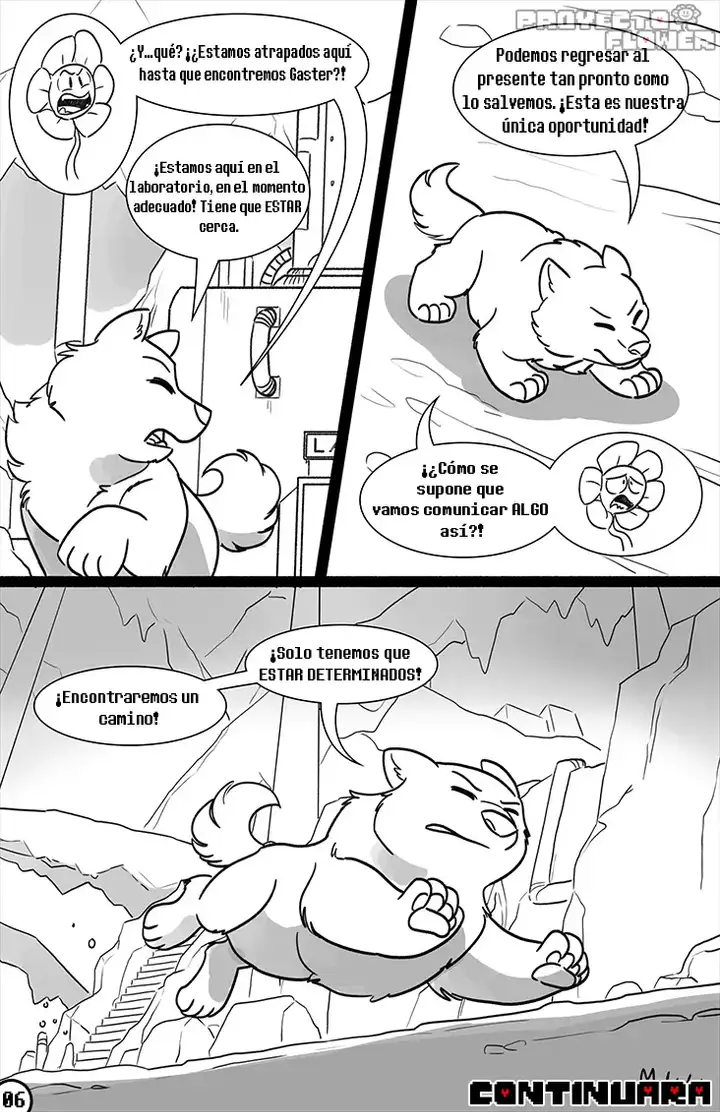 PROYECTO
FLOWER
¿Y...qué? ¡¿Estamos atrapados aquí
hasta que encontremos Gaster?!
¡Estamos aquí en el
laboratorio, en el momento
adecuado! Tiene que ESTAR
cerca.
LA
Podemos regresar al
presente tan pronto como
lo salvemos. ¡Esta es nuestra
única oportunidad!
¡¿Cómo se
supone que
vamos comunicar ALGO
así?!
¡Solo tenemos que
ESTAR DETERMINADOS!
¡Encontraremos un
camino!
06
CONTINUARA